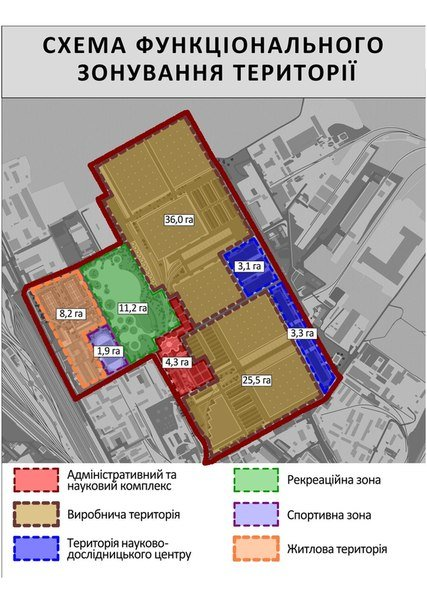 СХЕМА ФУНКЦІОНАЛЬНОГО
ЗОНУВАННЯ ТЕРИТОРІЇ
36,0 га
3,1 га
11,2 га
8,2 га
3,3 га
1,9 га
4,3 га
25,5 га
Адміністративний та
науковий комплекс
Рекреаційна зона
Виробнича територія
Спортивна зона
Територія науково-
дослідницького центру
Житлова територія